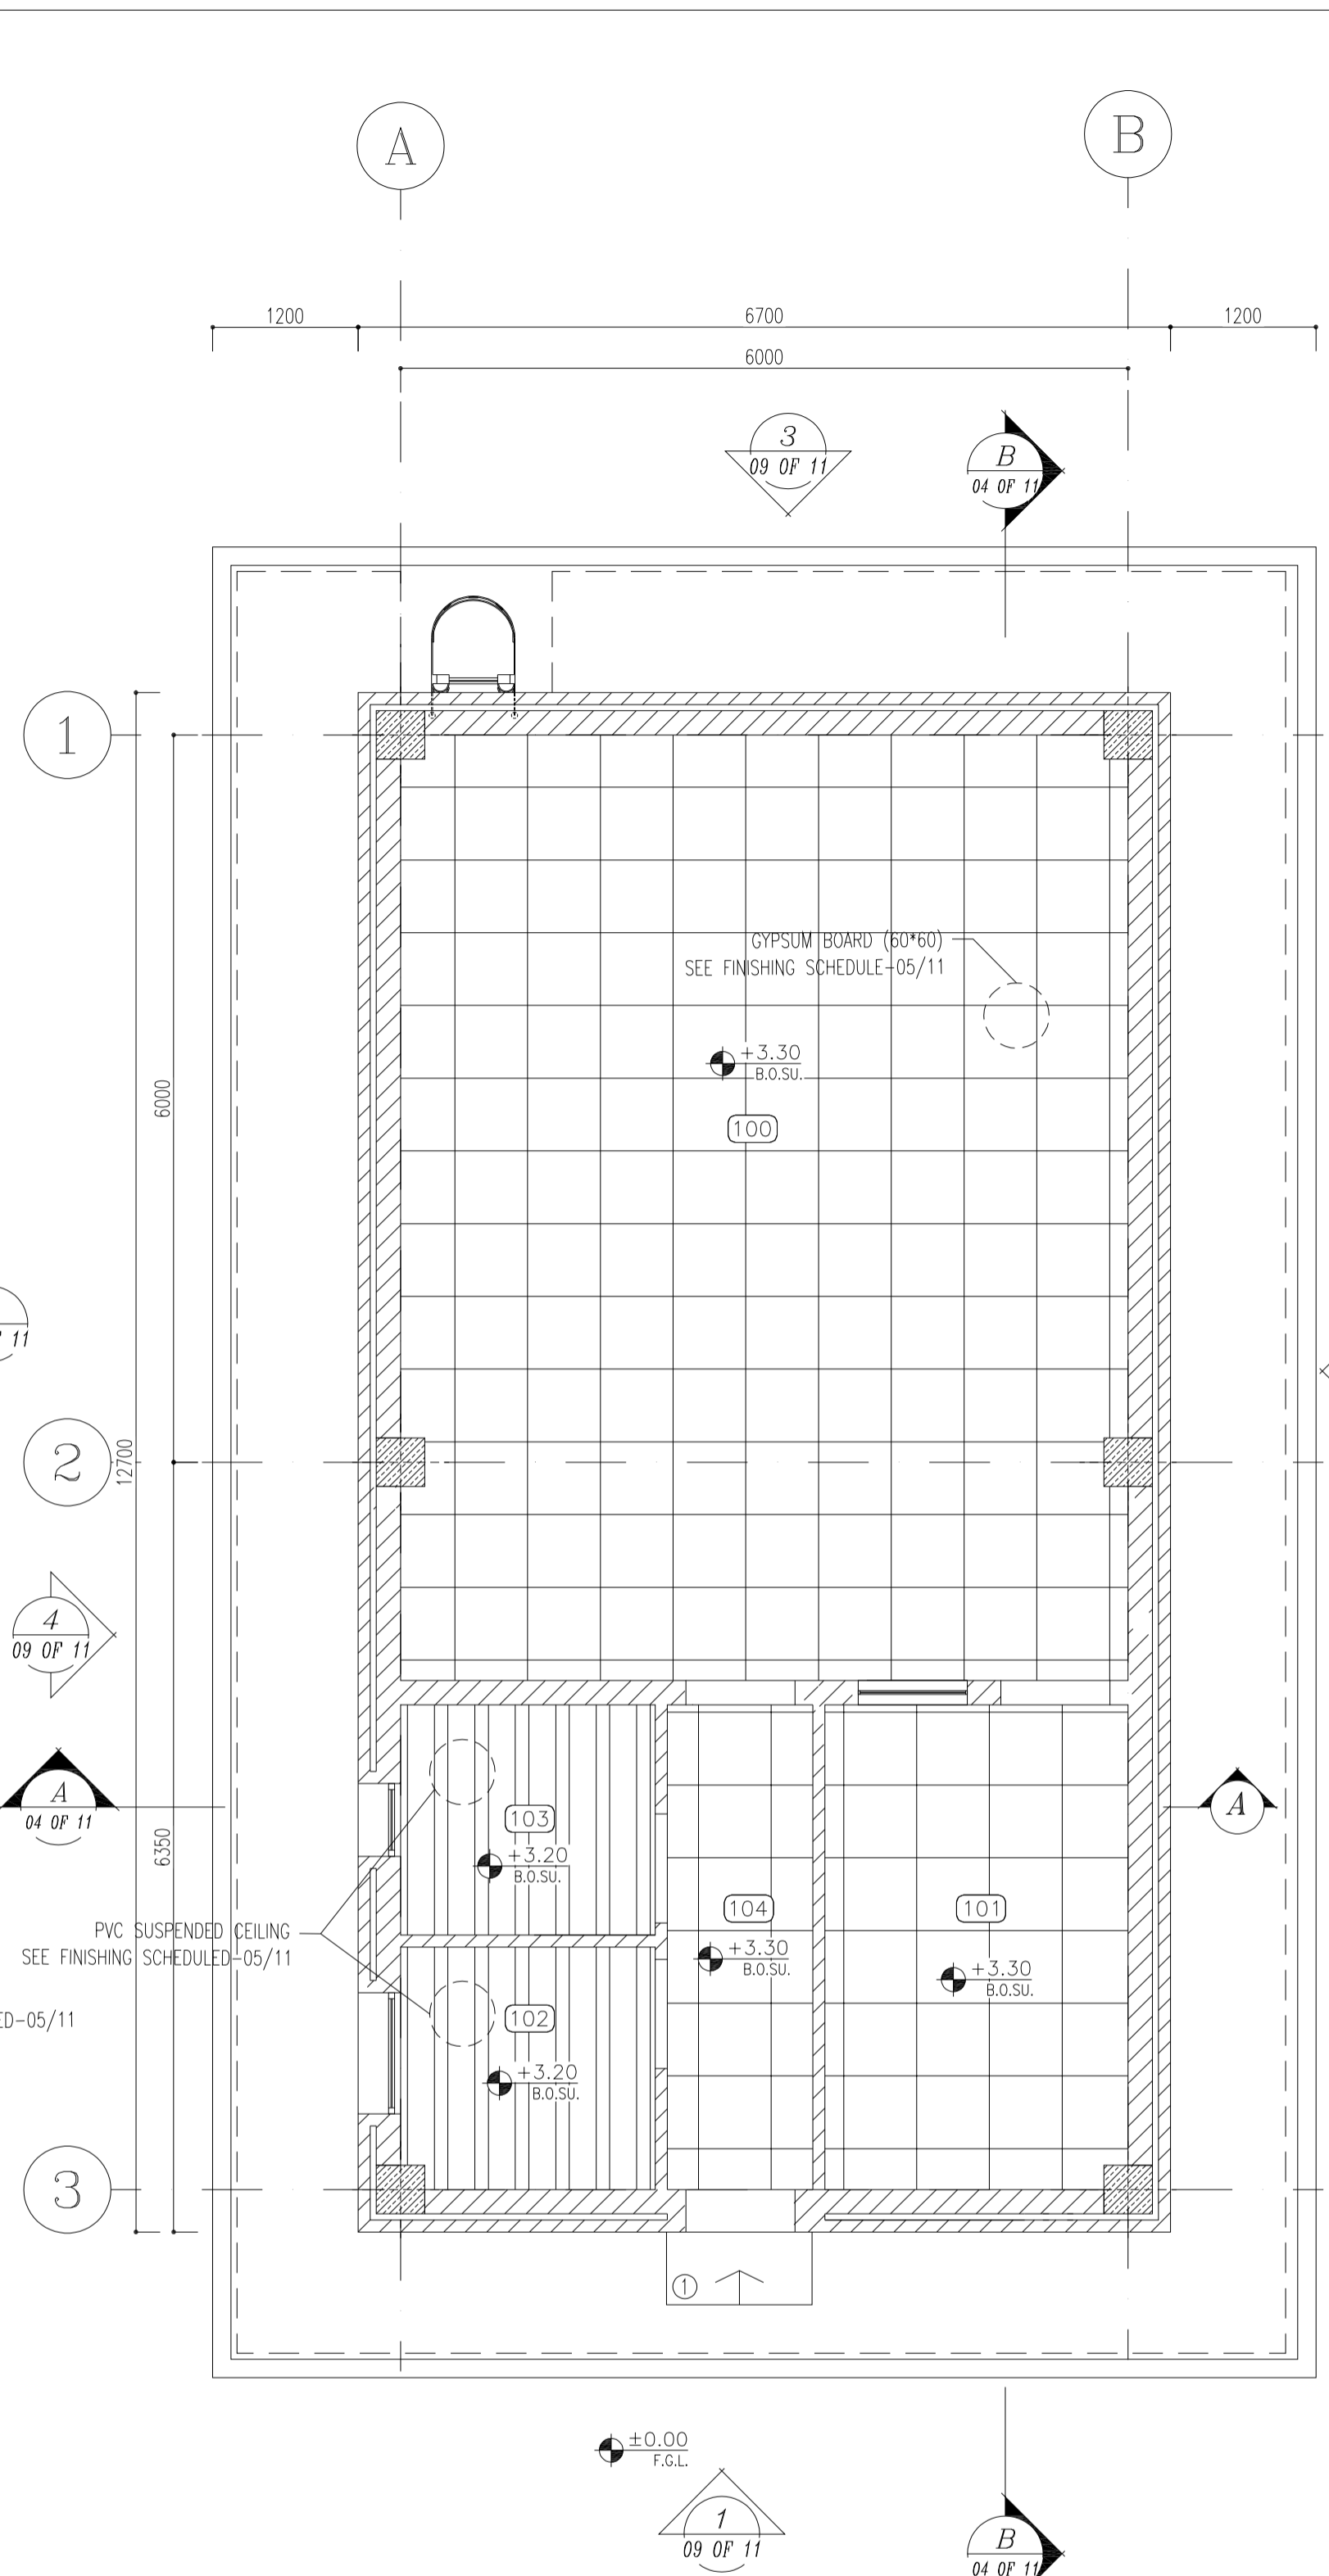 A
B
1200
6700
1200
6000
3
09 OF 11
B
04 OF 11
1
GYPSUM BOARD (60*60)
SEE FINISHING SCHEDULE-05/11
+3.30
B.O.SU.
100
6000
11
2
12700
4
09 OF 11
A
04 OF 11
A
6350
103
+3.20
B.O.SU.
104
+3.30
B.O.SU.
101
+3.30
B.O.SU.
PVC SUSPENDED CEILING
SEE FINISHING SCHEDULED-05/11
102
+3.20
B.O.SU.
ED-05/11
3
1
±0.00
F.G.L.
1
09 OF 11
B
04 OF 11